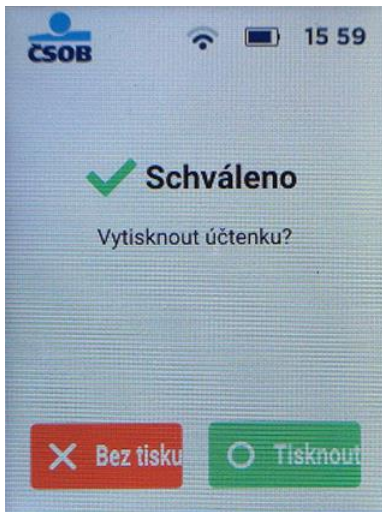 ČSOB
15 59
Schváleno
Vytisknout účtenku?
Bez tisku
Tisknout